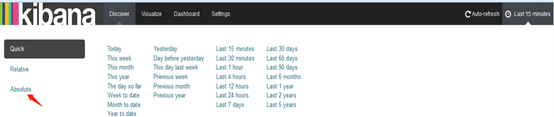 kibana Discover Visualize Dashboard Settings Auto-refresh Last 15 minutes
Quick
Relative
Absolute
Today Yesterday Last 15 minutes Last 30 days
This week Day before yesterday Last 30 minutes Last 60 days
This month This day last week Last 1 hour Last 90 days
This year Previous week Last 4 hours Last 6 months
The day so far Previous month Last 12 hours Last 1 year
Week to date Previous year Last 24 hours Last 2 years
Month to date Last 7 days Last 5 years
Year to date